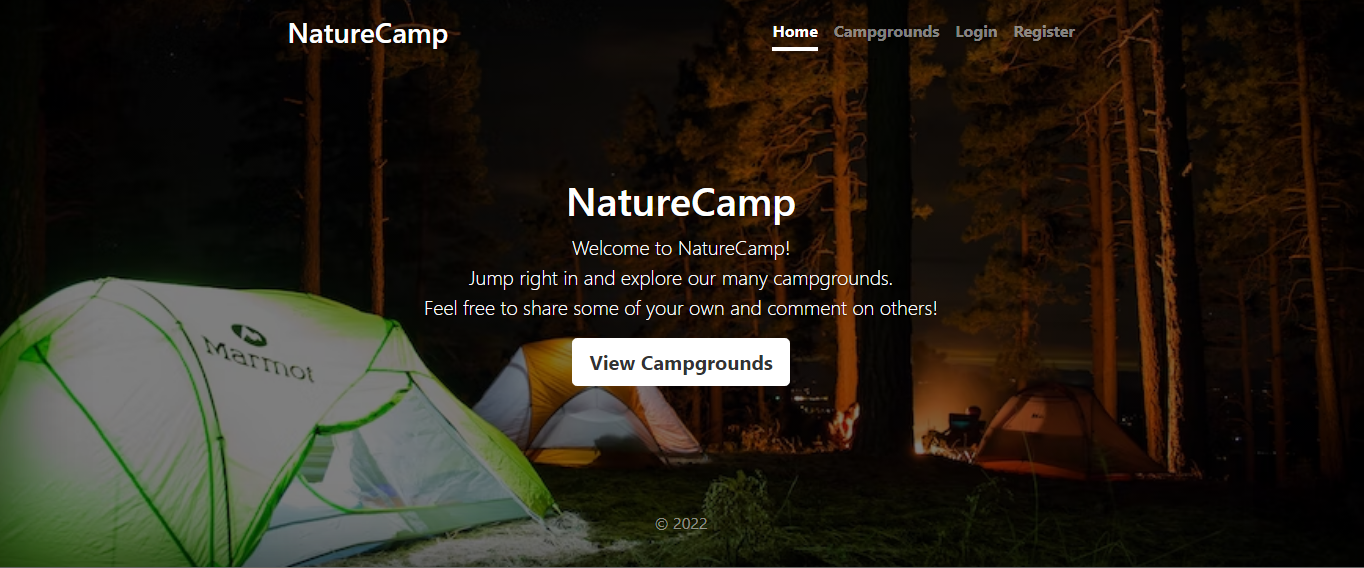 NatureCamp
Home Campgrounds Login Register
NatureCamp
Welcome to NatureCamp!
Jump right in and explore our many campgrounds.
Feel free to share some of your own and comment on others!
Marmot
View Campgrounds
© 2022